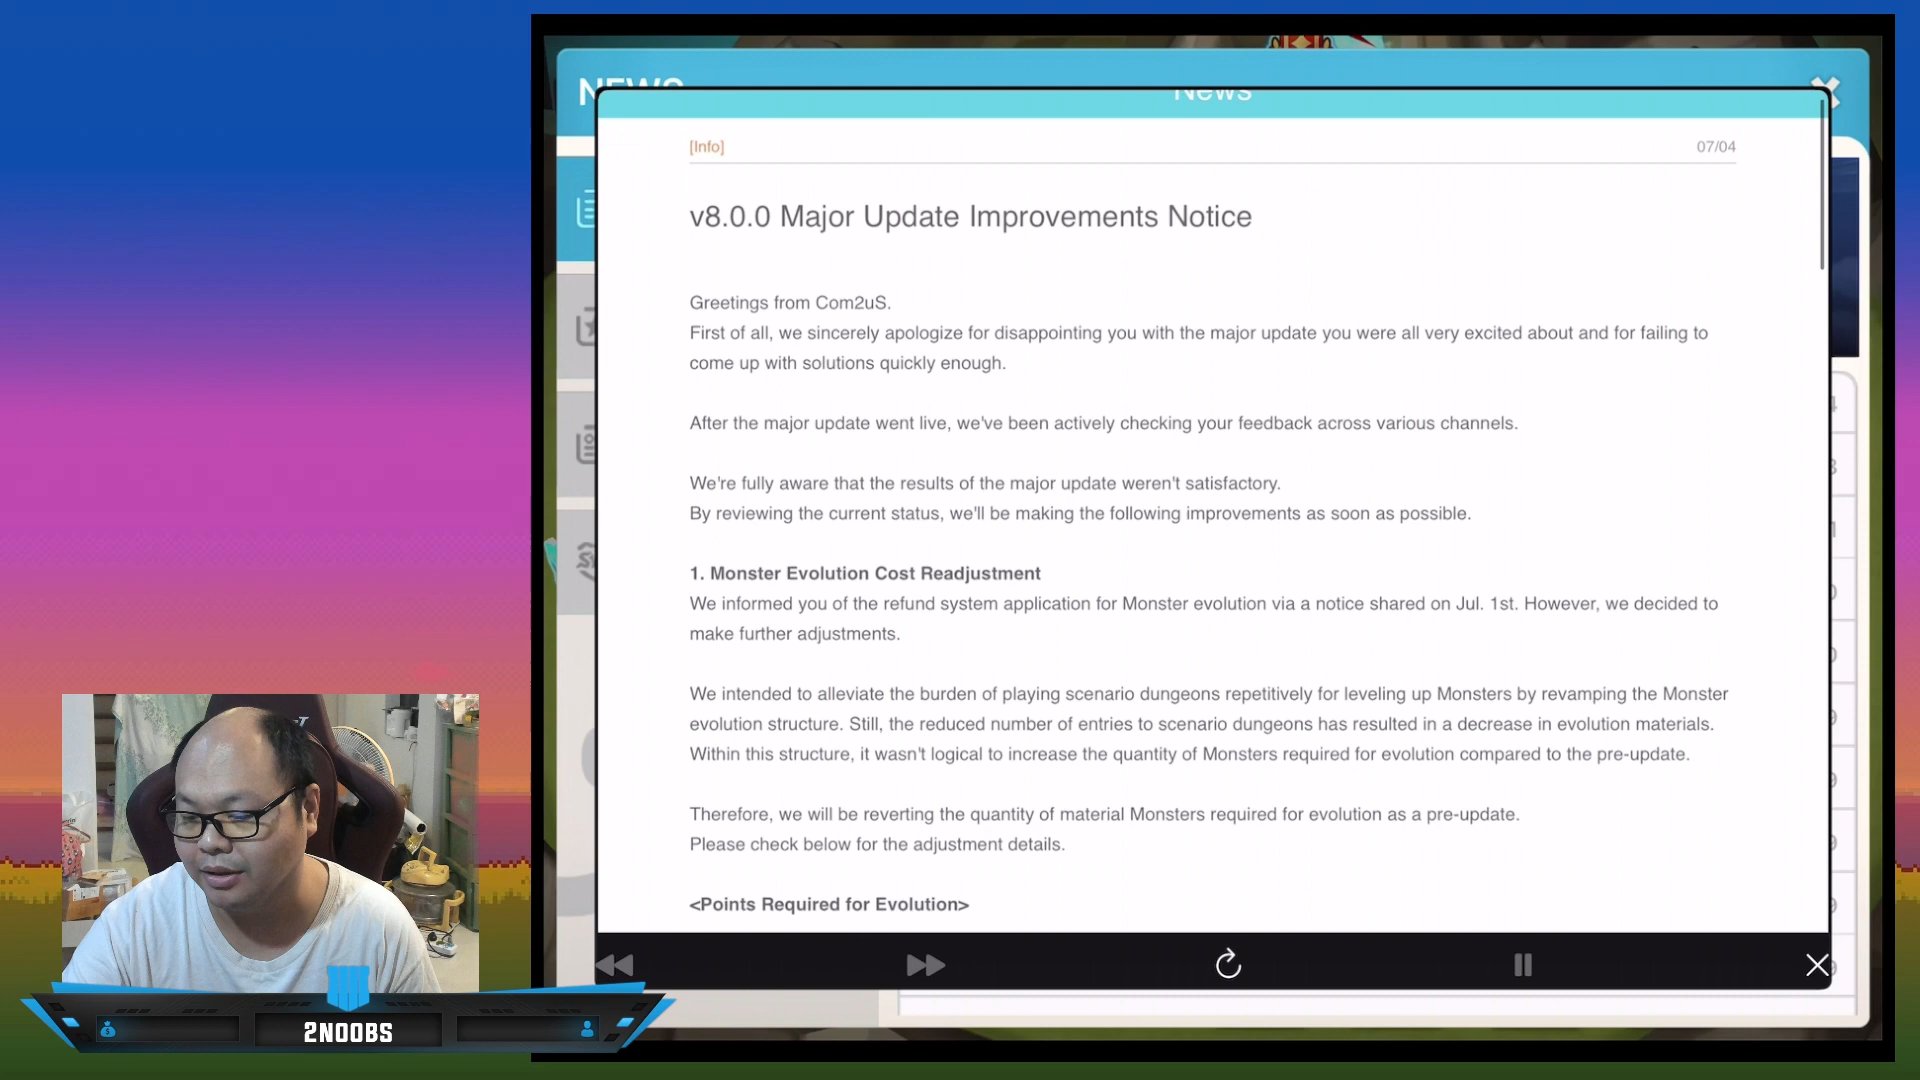 NEWS
News
[Info]
07/04
v8.0.0 Major Update Improvements Notice
Greetings from Com2uS.
First of all, we sincerely apologize for disappointing you with the major update you were all very excited about and for failing to
come up with solutions quickly enough.
After the major update went live, we've been actively checking your feedback across various channels.
We're fully aware that the results of the major update weren't satisfactory.
By reviewing the current status, we'll be making the following improvements as soon as possible.
1. Monster Evolution Cost Readjustment
We informed you of the refund system application for Monster evolution via a notice shared on Jul. 1st. However, we decided to
make further adjustments.
We intended to alleviate the burden of playing scenario dungeons repetitively for leveling up Monsters by revamping the Monster
evolution structure. Still, the reduced number of entries to scenario dungeons has resulted in a decrease in evolution materials.
Within this structure, it wasn't logical to increase the quantity of Monsters required for evolution compared to the pre-update.
Therefore, we will be reverting the quantity of material Monsters required for evolution as a pre-update.
Please check below for the adjustment details.
<Points Required for Evolution>
2NOOBS